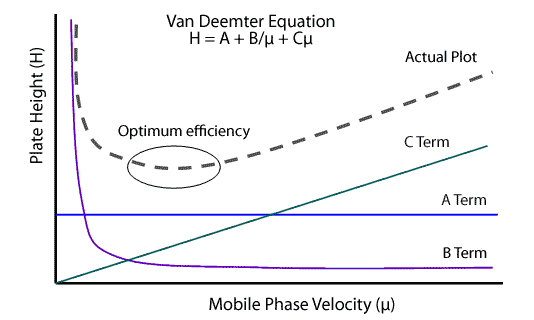 Van Deemter Equation
H = A + B/μ + Cμ
Actual Plot
Optimum efficiency
C Term
A Term
B Term
Plate Height (H)
Mobile Phase Velocity (μ)